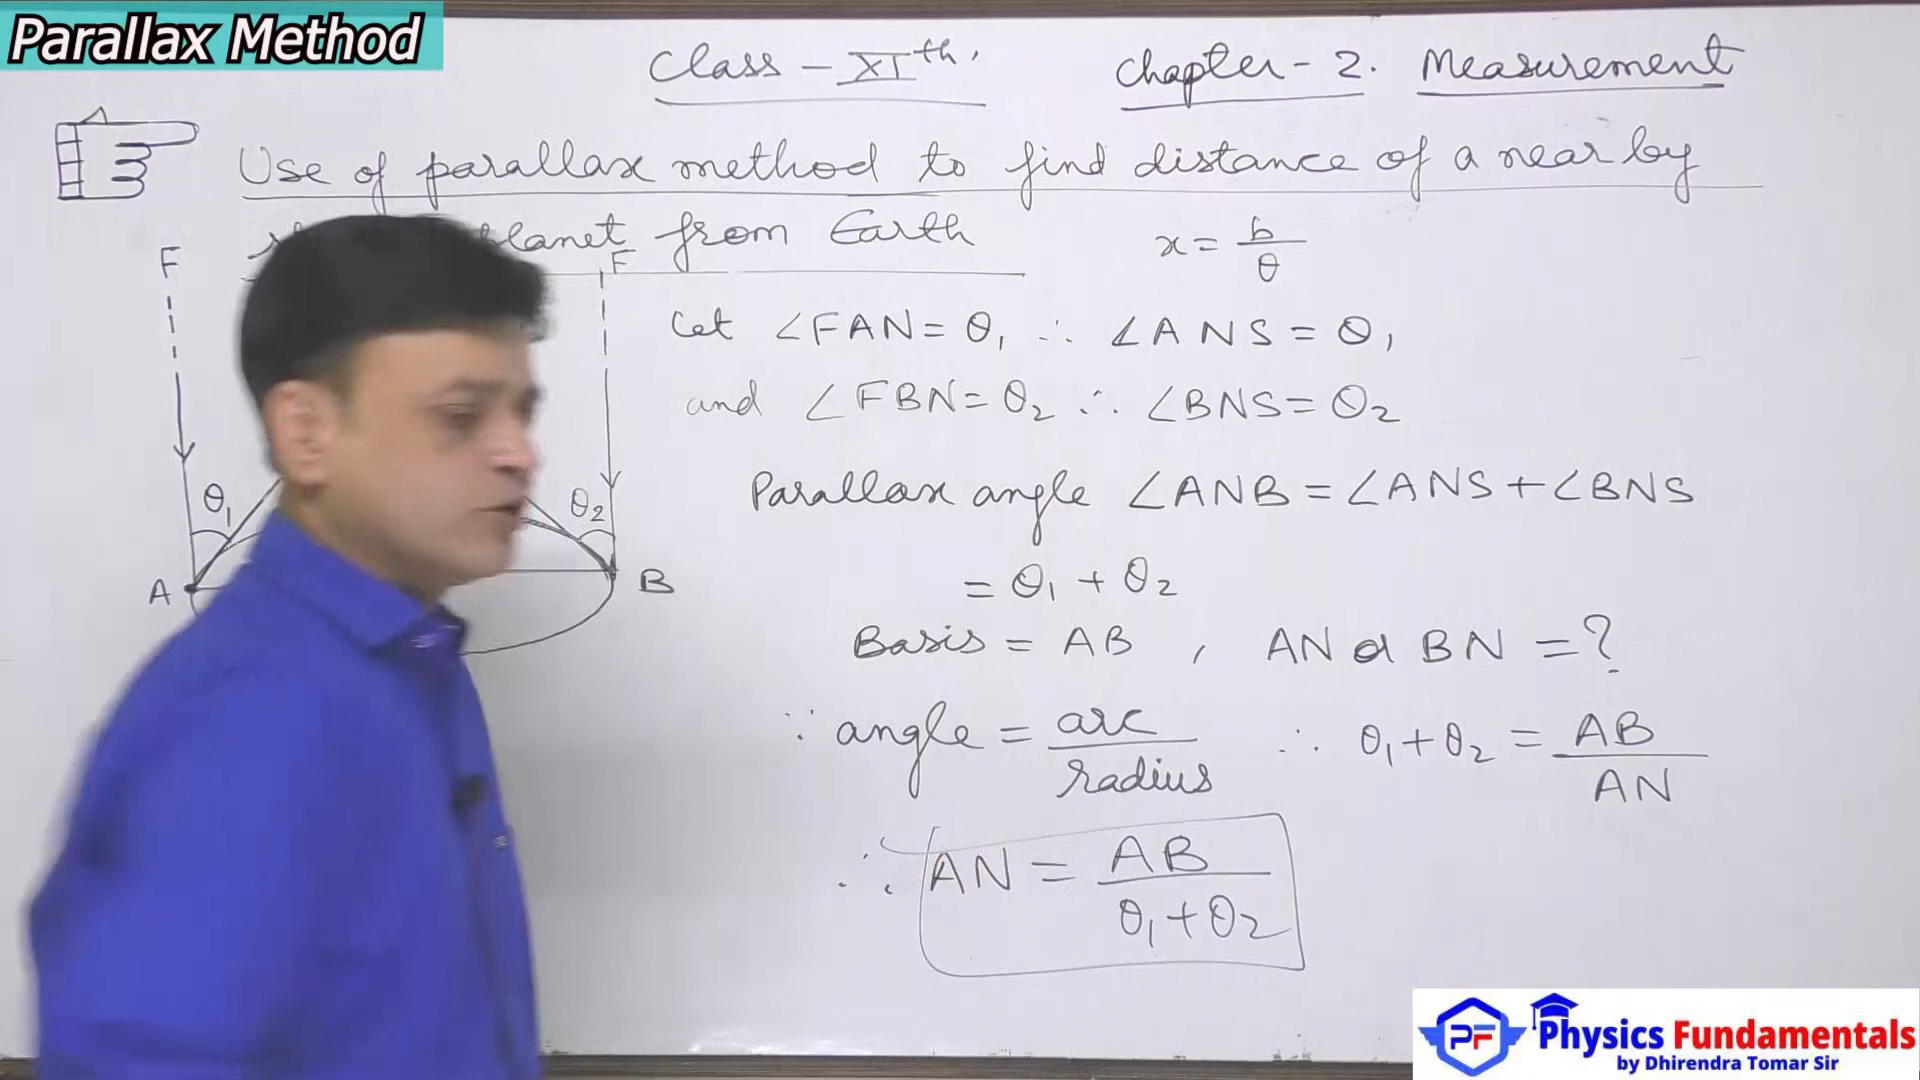 Parallax Method
Class - XIth.
Chapter - 2. Measurement
Use of parallax method to find distance of a near by
planet from Earth
x = b/θ
F
F
Let ∠FAN = θ1 ∴ ∠ANS = θ1
and ∠FBN = θ2 ∴ ∠BNS = θ2
Parallax angle ∠ANB = ∠ANS + ∠BNS
θ1
θ2
A
B
= θ1 + θ2
Basis = AB , AN or BN = ?
∵ angle = arc/radius ∴ θ1 + θ2 = AB/AN
∴ AN = AB/θ1 + θ2
PF
Physics Fundamentals
by Dhirendra Tomar Sir